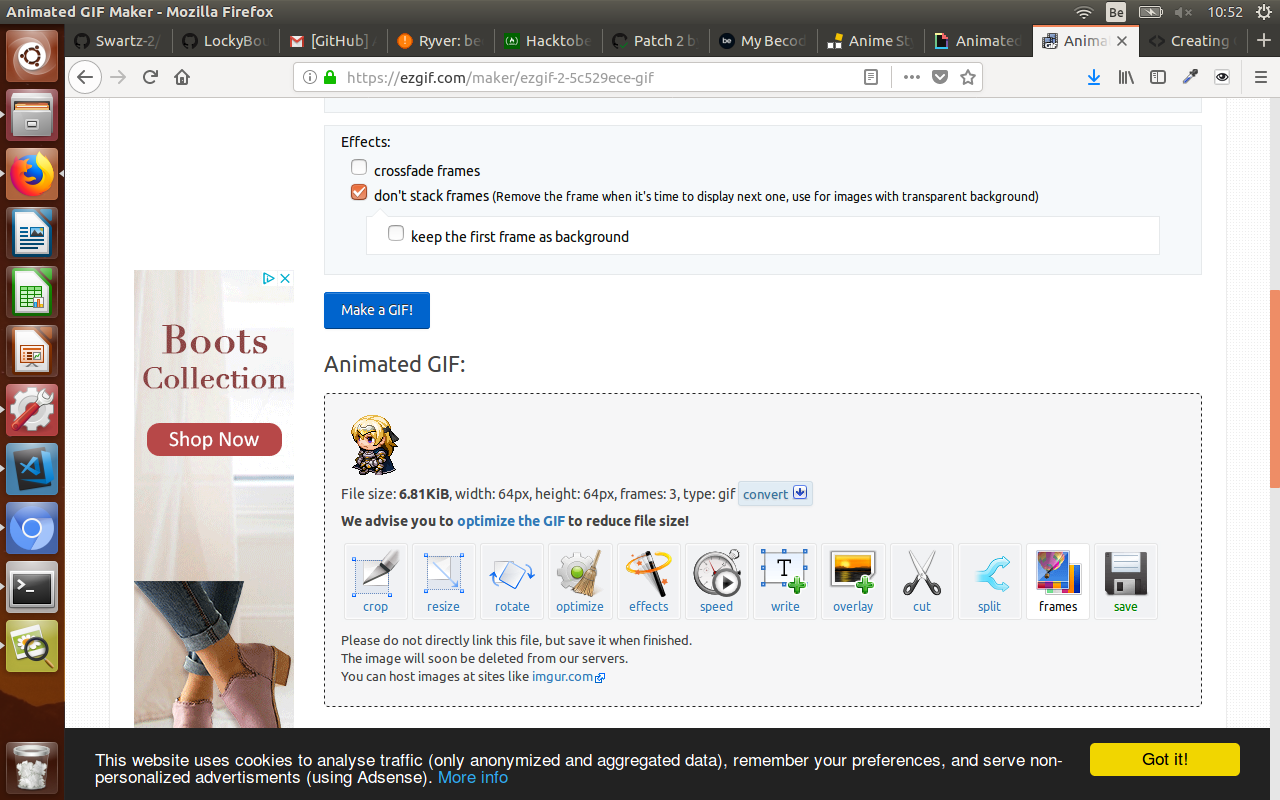 Animated GIF Maker - Mozilla Firefox
Be
10:52
Swartz-2/
LockyBou
[GitHub] A
Ryver: be
Hacktobe
Patch 2 b
be My Becod
Anime Sty
Animated
Anima
Creating
https://ezgif.com/maker/ezgif-2-5c529ece-gif
Effects:
crossfade frames
don't stack frames (Remove the frame when it's time to display next one, use for images with transparent background)
keep the first frame as background
Make a GIF!
Boots
Collection
Shop Now
Animated GIF:
File size: 6.81KiB, width: 64px, height: 64px, frames: 3, type: gif convert
We advise you to optimize the GIF to reduce file size!
crop resize rotate optimize effects speed write overlay cut split frames save
Please do not directly link this file, but save it when finished.
The image will soon be deleted from our servers.
You can host images at sites like imgur.com
This website uses cookies to analyse traffic (only anonymized and aggregated data), remember your preferences, and serve non-
personalized advertisments (using Adsense). More info
Got it!